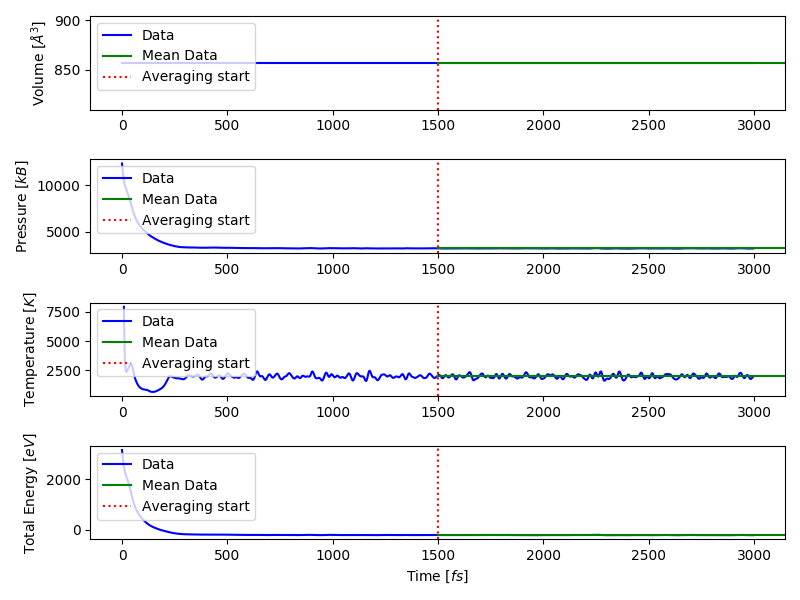 Volume [Å³]
900
850
Data
Mean Data
Averaging start
0 500 1000 1500 2000 2500 3000
Pressure [kB]
10000
5000
Data
Mean Data
Averaging start
0 500 1000 1500 2000 2500 3000
Temperature [K]
7500
5000
2500
Data
Mean Data
Averaging start
0 500 1000 1500 2000 2500 3000
Total Energy [eV]
2000
0
Data
Mean Data
Averaging start
0 500 1000 1500 2000 2500 3000
Time [fs]